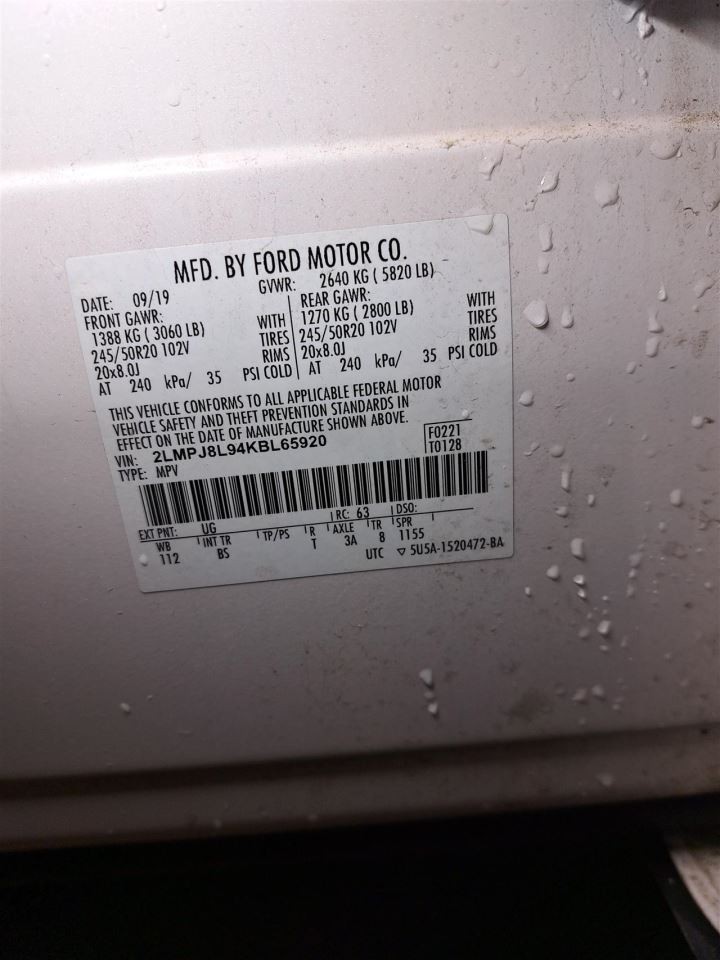 MFD. BY FORD MOTOR CO.
DATE: 09/19 GVWR: 2640 KG ( 5820 LB)
FRONT GAWR:
1388 KG ( 3060 LB) WITH
245/50R20 102V TIRES
20x8.0J RIMS
AT 240 kPa/ 35 PSI COLD
REAR GAWR: WITH
1270 KG ( 2800 LB) TIRES
245/50R20 102V RIMS
20x8.0J
AT 240 kPa/ 35 PSI COLD
THIS VEHICLE CONFORMS TO ALL APPLICABLE FEDERAL MOTOR
VEHICLE SAFETY AND THEFT PREVENTION STANDARDS IN
EFFECT ON THE DATE OF MANUFACTURE SHOWN ABOVE.
VIN: 2LMPJ8L94KBL65920
TYPE: MPV
F0221
T0128
EXT PNT: UG RC: 63 DSO:
WB INT TR TP/PS R AXLE TR SPR
112 BS T 3A 8 1155
UTC ▽ 5U5A-1520472-BA